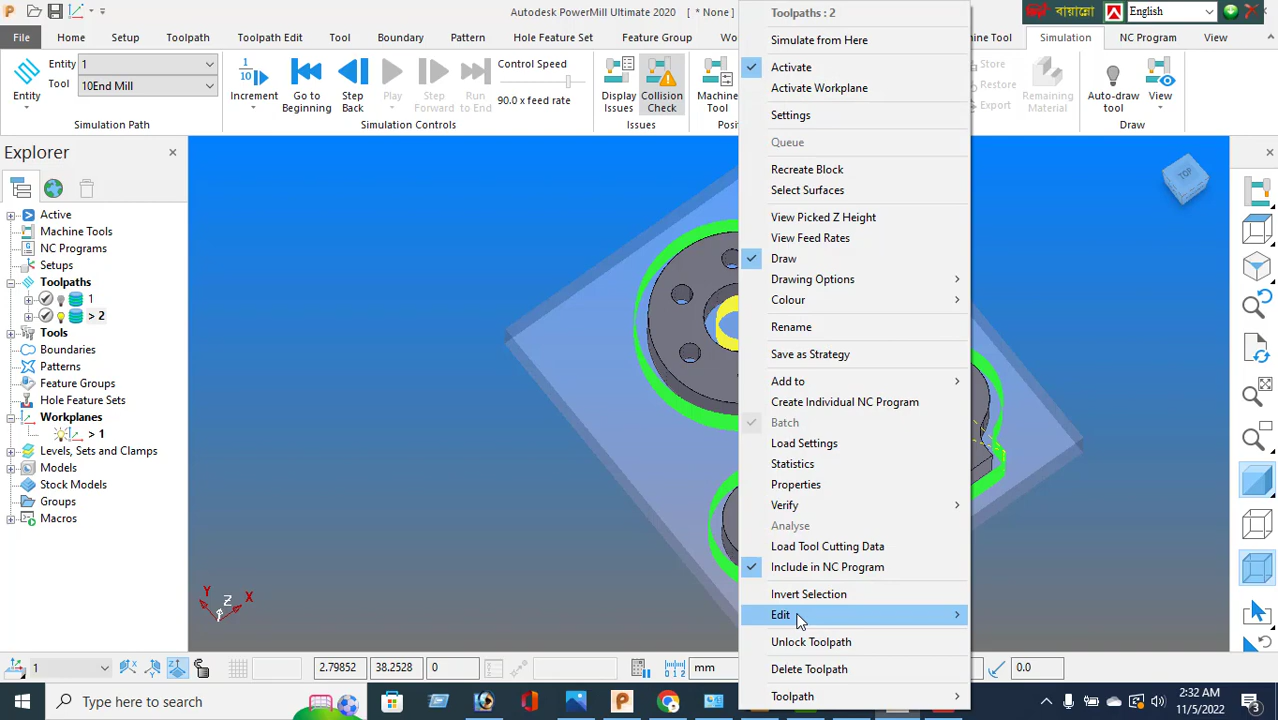 Autodesk PowerMill Ultimate 2020 [ * None ]
Toolpaths : 2
বায়ান্নো
English
File
Home
Setup
Toolpath
Toolpath Edit
Tool
Boundary
Pattern
Hole Feature Set
Feature Group
Simulation
NC Program
View
Entity
Entity 1
Tool 10End Mill
Increment
Go to Beginning
Step Back
Play
Step Forward
Run to End
Control Speed
90.0 x feed rate
Display Issues
Collision Check
Machine Tool
Store
Restore
Export
Remaining Material
Auto-draw tool
View
Simulation Path
Simulation Controls
Issues
Draw
Explorer
Active
Machine Tools
NC Programs
Setups
Toolpaths
1
> 2
Tools
Boundaries
Patterns
Feature Groups
Hole Feature Sets
Workplanes
> 1
Levels, Sets and Clamps
Models
Stock Models
Groups
Macros
Simulate from Here
Activate
Activate Workplane
Settings
Queue
Recreate Block
Select Surfaces
View Picked Z Height
View Feed Rates
Draw
Drawing Options
Colour
Rename
Save as Strategy
Add to
Create Individual NC Program
Batch
Load Settings
Statistics
Properties
Verify
Analyse
Load Tool Cutting Data
Include in NC Program
Invert Selection
Edit
Unlock Toolpath
Delete Toolpath
Toolpath
TOP
Y
Z
X
1
2.79852
38.2528
0
mm
0.0
2:32 AM
11/5/2022
3